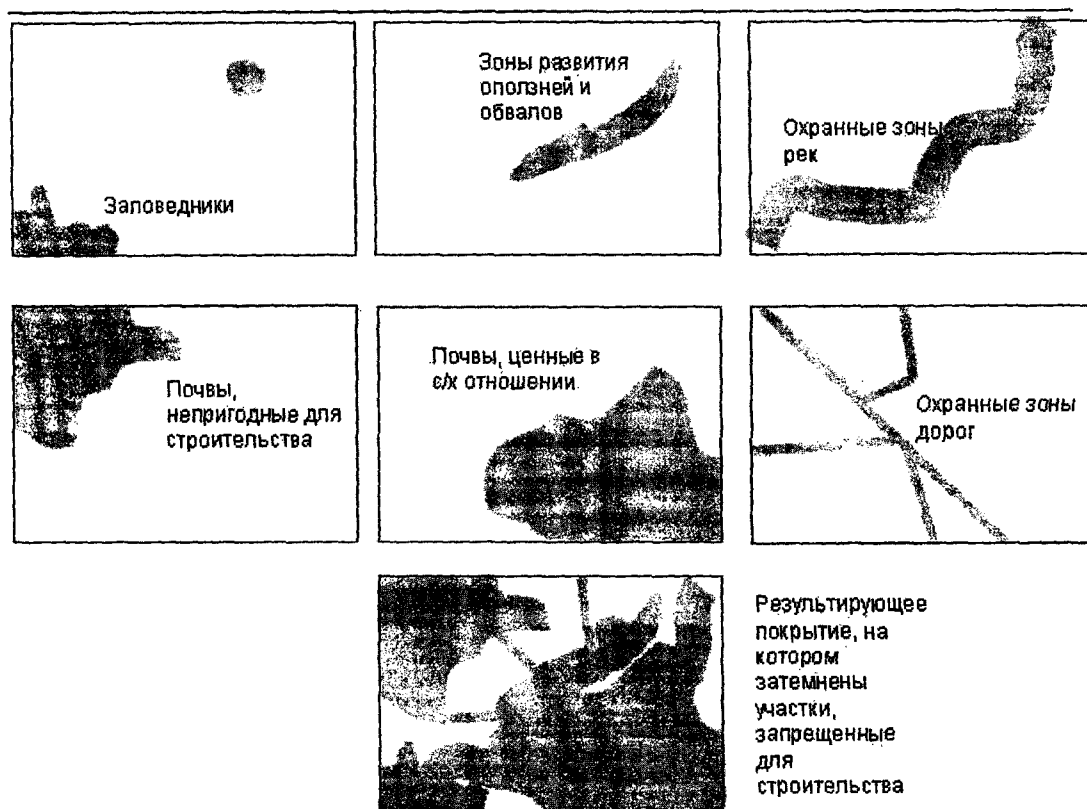 Заповедники
Зоны развития
оползней и
обвалов
Охранные зоны
рек
Почвы,
непригодные для
строительства
Почвы, ценные в
с/х отношении
Охранные зоны
дорог
Результирующее
покрытие, на
котором
затемнены
участки,
запрещенные
для
строительства